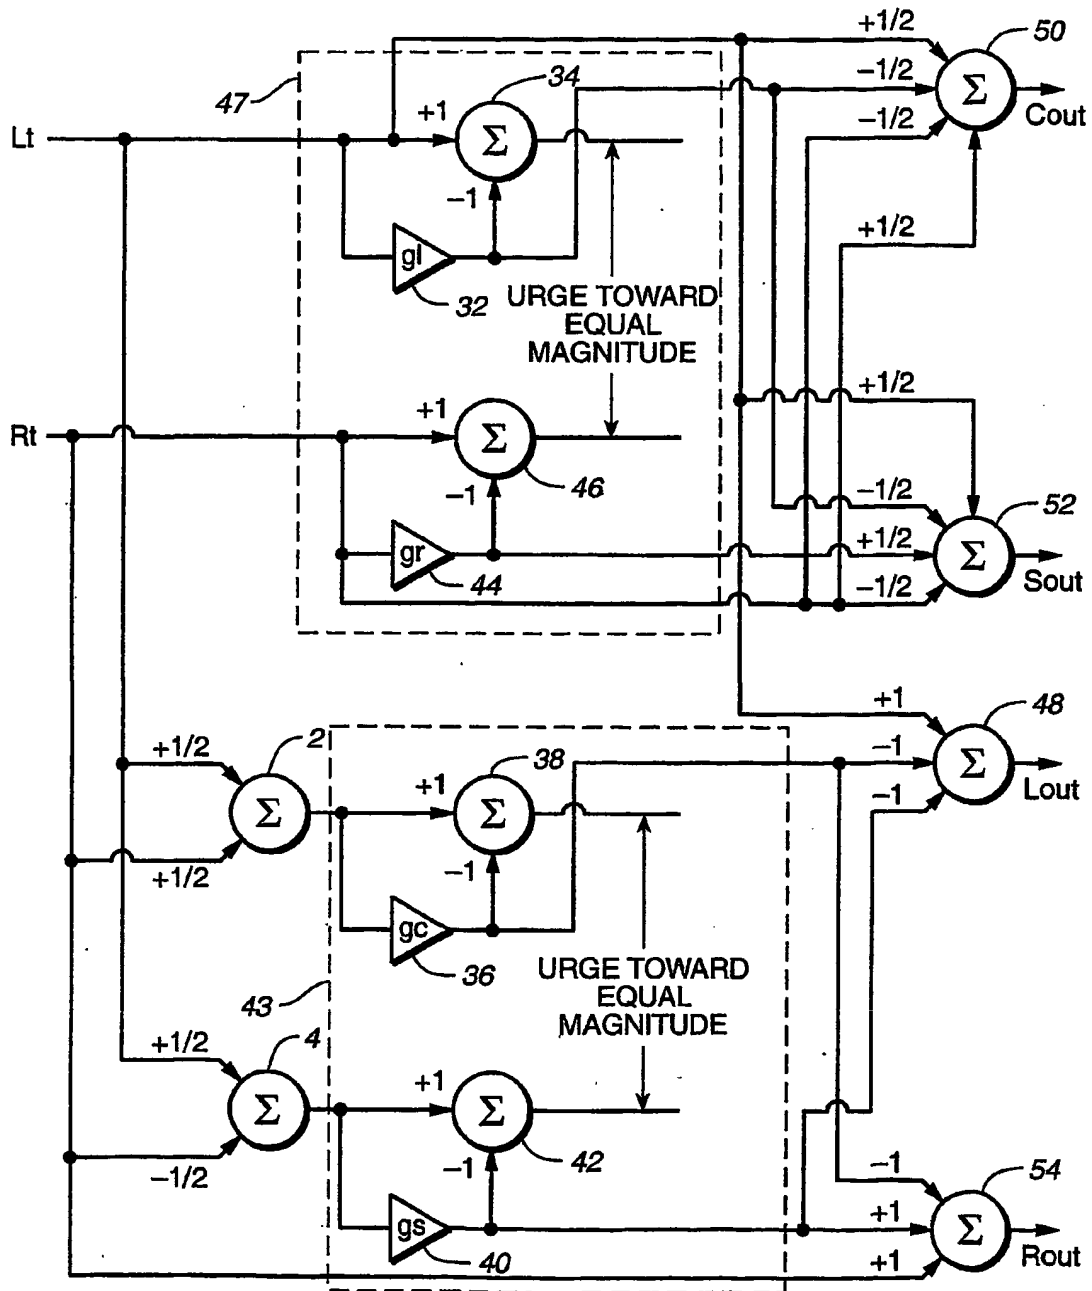 +1/2
50
34
-1/2
47
+1
Σ
Σ
Cout
-1/2
Lt
-1
+1/2
gl
32
URGE TOWARD
EQUAL
MAGNITUDE
+1/2
+1
Rt
Σ
46
-1
-1/2
52
gr
+1/2
Σ
44
-1/2
Sout
+1
48
2
38
+1/2
-1
+1
Σ
Σ
Σ
Lout
-1
+1/2
-1
gc
36
URGE TOWARD
EQUAL
MAGNITUDE
43
+1/2
4
+1
Σ
Σ
42
-1/2
-1
-1
54
gs
+1
Σ
40
+1
Rout